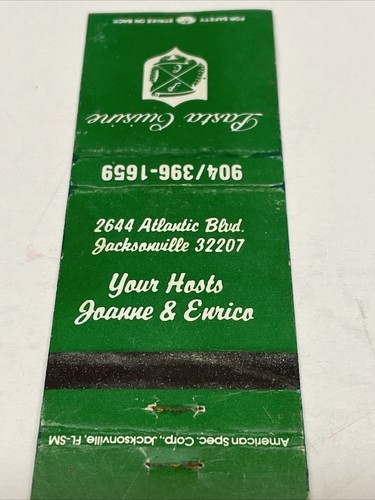 FOR SAFETY STRIKE ON BACK
Pasta Cuisine
904/396-1659
2644 Atlantic Blvd.
Jacksonville 32207
Your Hosts
Joanne & Enrico
American Spec. Corp., Jacksonville, FL-SM